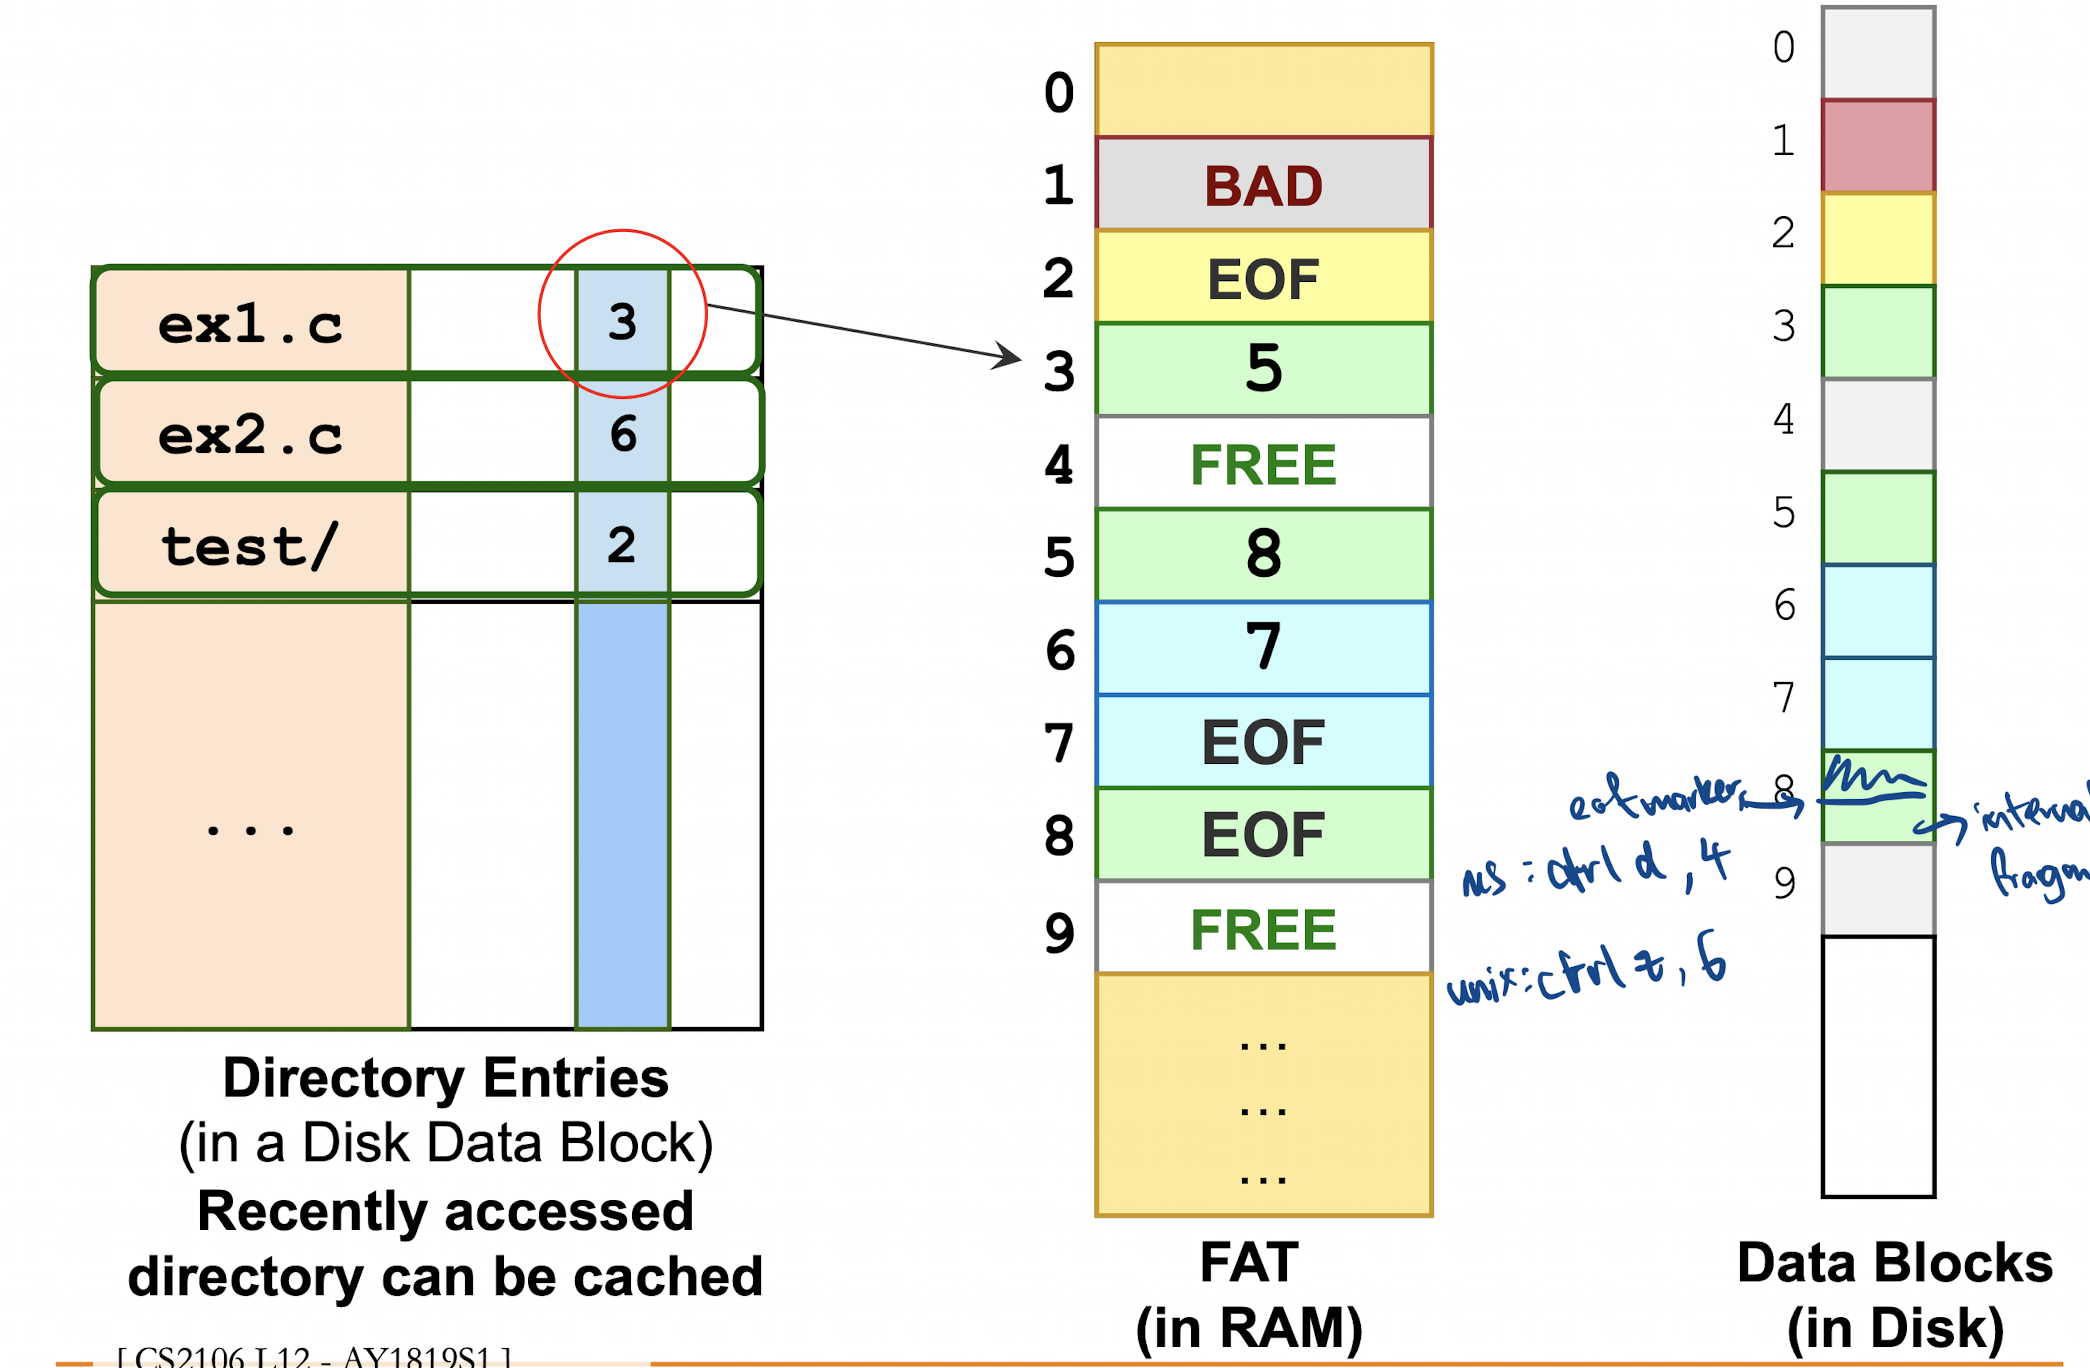 ex1.c 3
ex2.c 6
test/ 2
...
Directory Entries
(in a Disk Data Block)
Recently accessed
directory can be cached
0
1 BAD
2 EOF
3 5
4 FREE
5 8
6 7
7 EOF
8 EOF
9 FREE
...
...
...
FAT
(in RAM)
0
1
2
3
4
5
6
7
8
9
eof marker
internal
ms : ctrl d , 4
unix : ctrl z , 6
Data Blocks
(in Disk)
[ CS2106 L12 - AY1819S1 ]